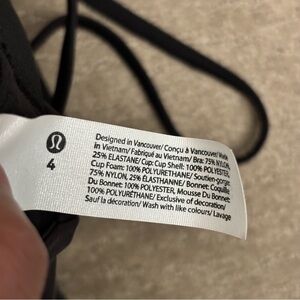 4
Designed in Vancouver/ Conçu à Vancouver/ Made
in Vietnam/ Fabriqué au Vietnam/ Bra: 75% NYLON,
25% ELASTANE/ Cup: Cup Shell: 100% POLYESTER,
Cup Foam: 100% POLYURETHANE/ Soutien-gorge:
75% NYLON, 25% ÉLASTHANNE/ Bonnet: Coquille
Du Bonnet: 100% POLYESTER, Mousse Du Bonnet:
100% POLYURÉTHANE/ Exclusive of decoration/
Sauf la décoration/ Wash with like colours/ Lavage